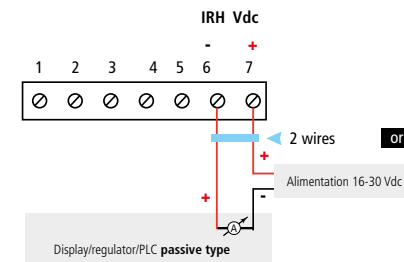 IRH Vdc
- +
1 2 3 4 5 6 7
2 wires
or
+
Alimentation 16-30 Vdc
+ -
A
Display/regulator/PLC passive type